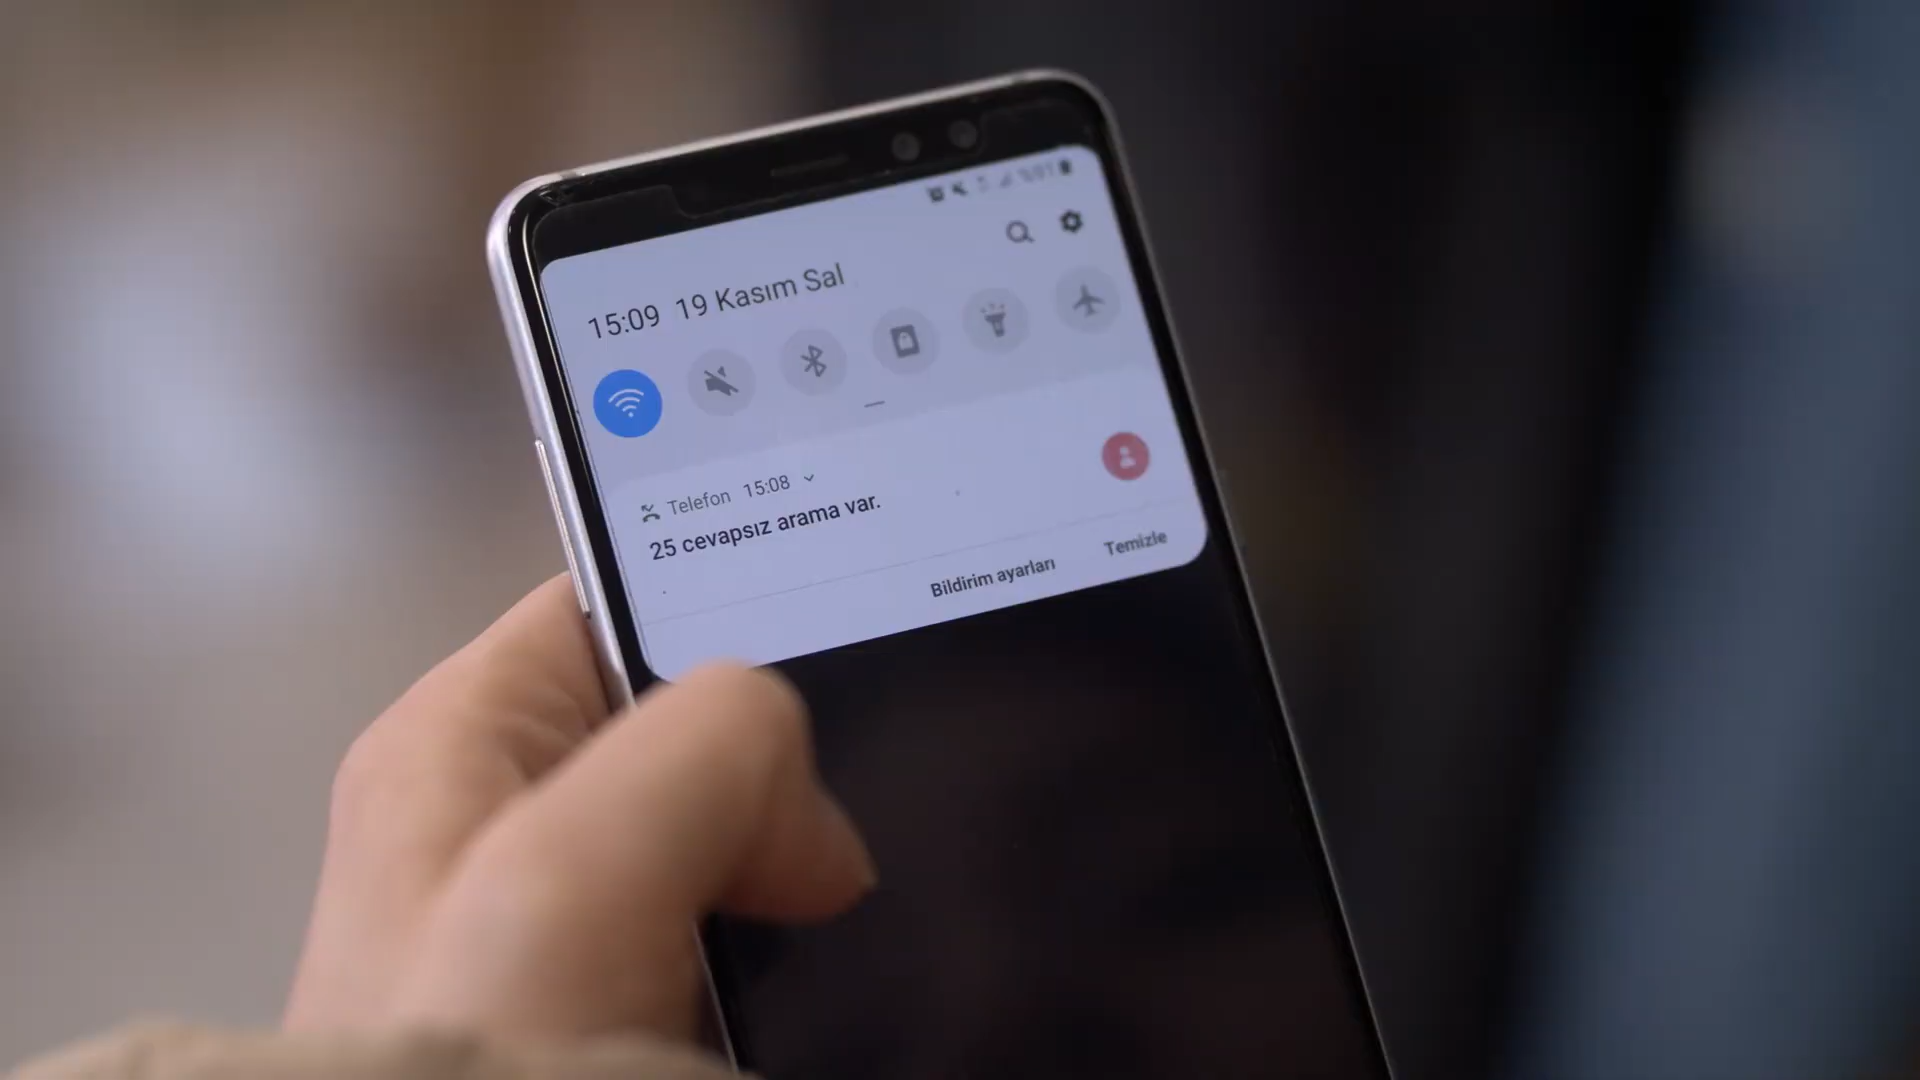 15:09 19 Kasım Sal
Telefon 15:08
25 cevapsız arama var.
Bildirim ayarları Temizle